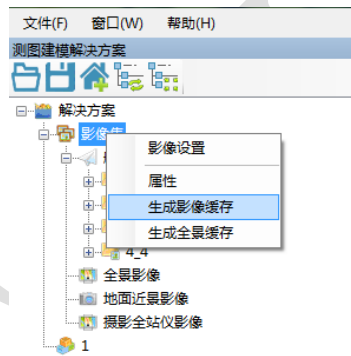 文件(F) 窗口(W) 帮助(H)
测图建模解决方案
解决方案
影像集
影像设置
属性
生成影像缓存
生成全景缓存
4_4
全景影像
地面近景影像
摄影全站仪影像
1